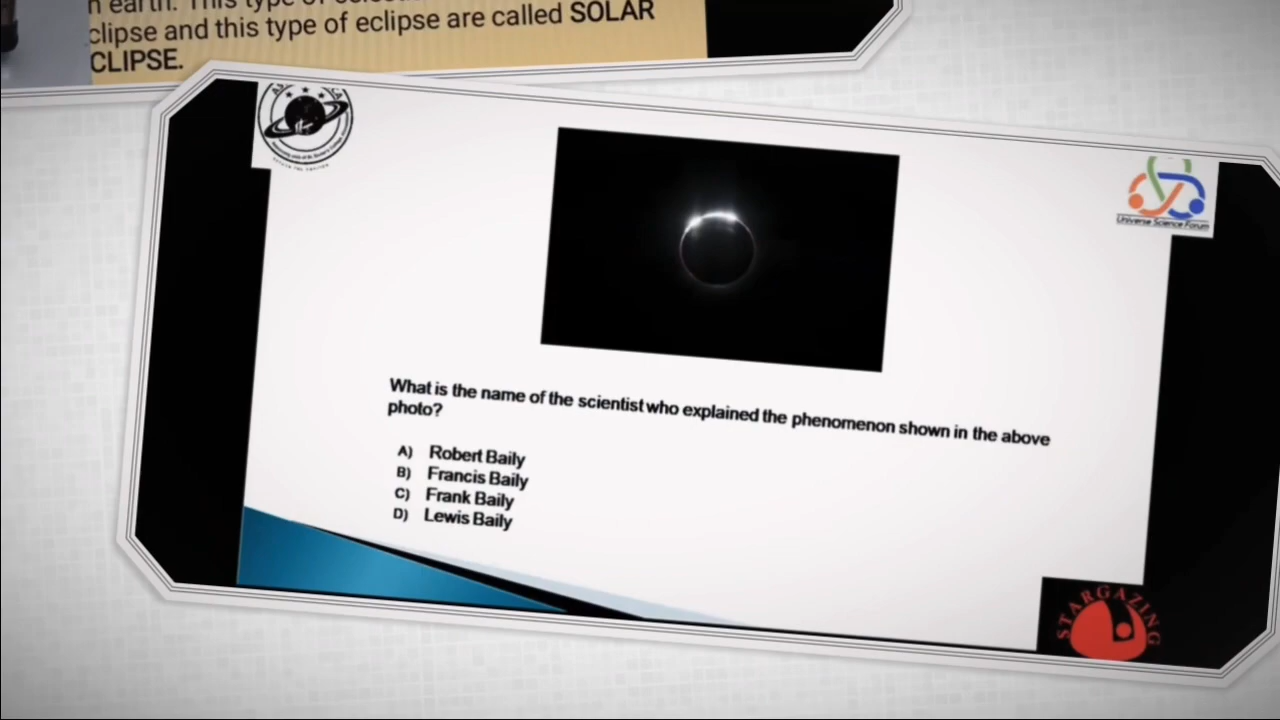 clipse and this type of eclipse are called SOLAR
CLIPSE.
Universe Science Forum
What is the name of the scientist who explained the phenomenon shown in the above
photo?
A) Robert Baily
B) Francis Baily
C) Frank Baily
D) Lewis Baily
STARGAZING